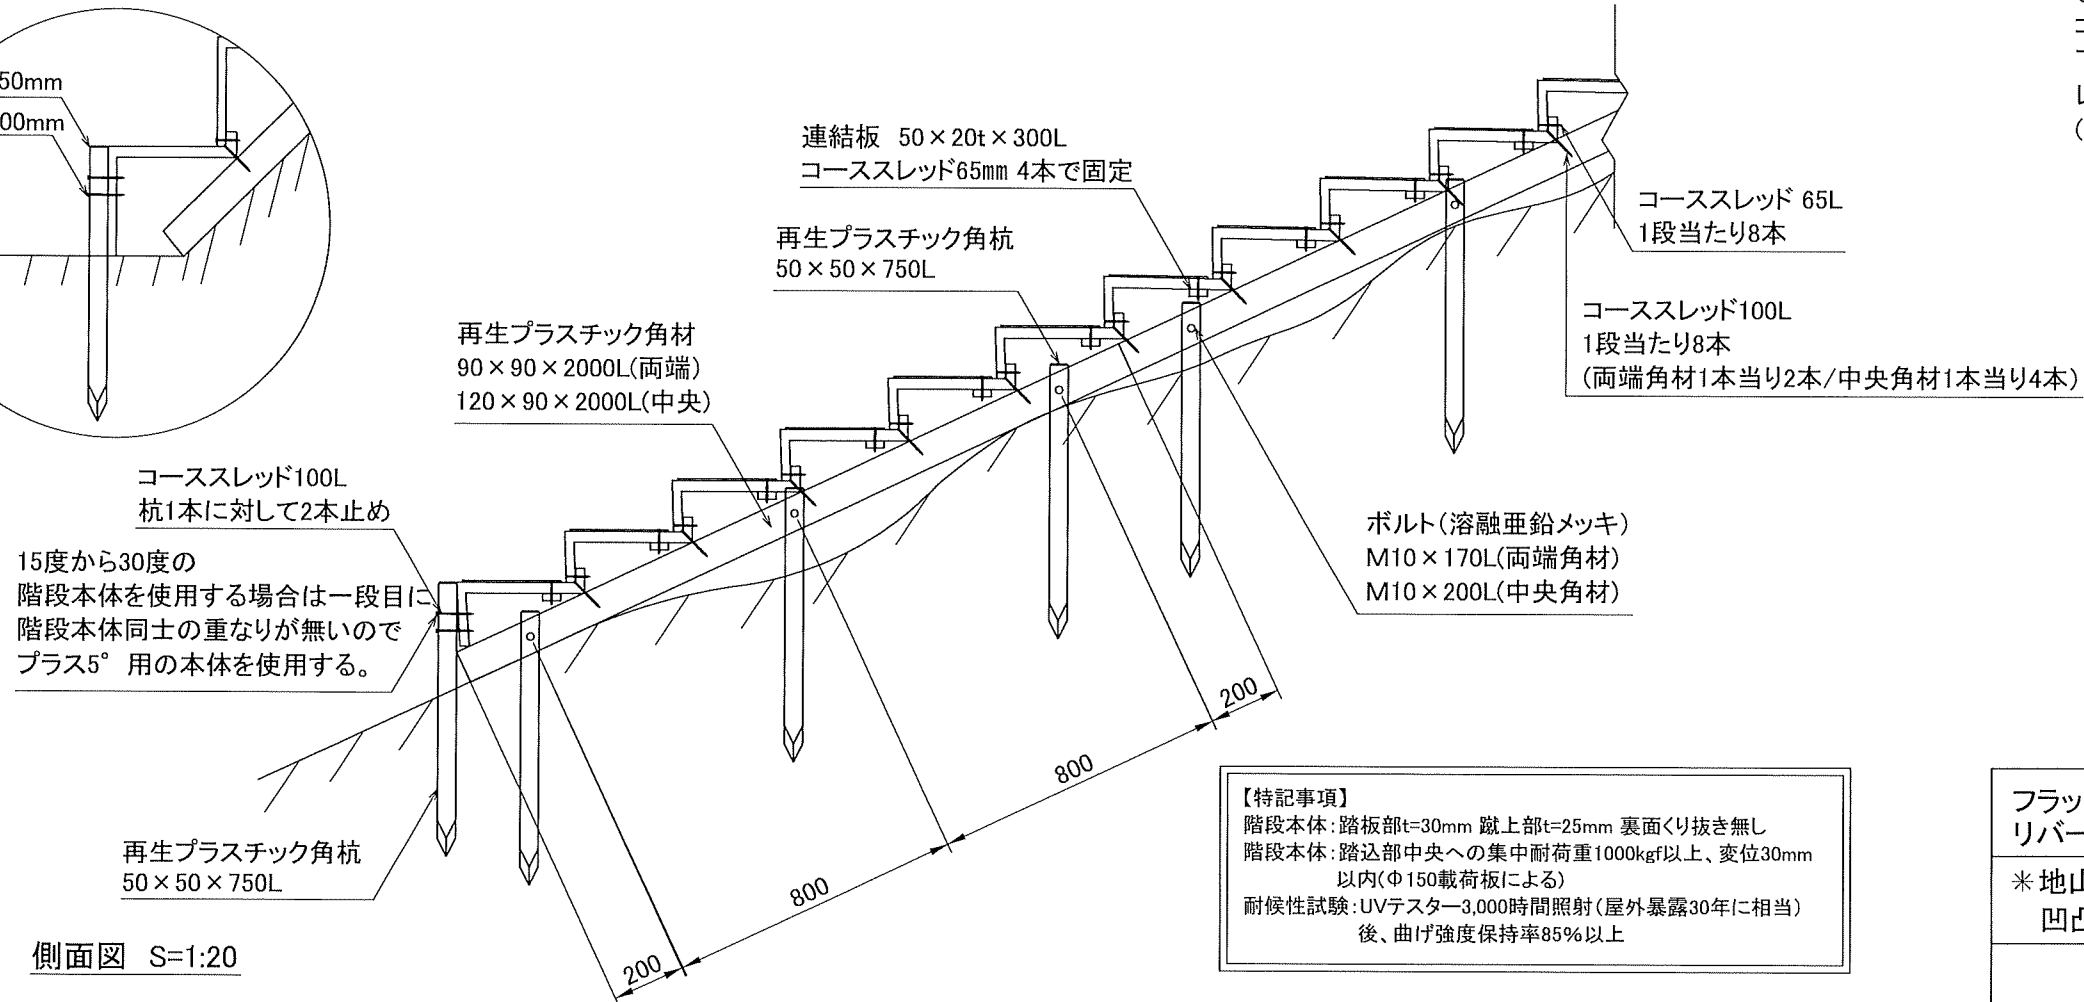 50mm
00mm
連結板 50×20t×300L
コーススレッド65mm 4本で固定
再生プラスチック角杭
50×50×750L
再生プラスチック角材
90×90×2000L(両端)
120×90×2000L(中央)
コーススレッド 65L
1段当たり8本
コーススレッド100L
1段当たり8本
(両端角材1本当り2本/中央角材1本当り4本)
コーススレッド100L
杭1本に対して2本止め
15度から30度の
階段本体を使用する場合は一段目に
階段本体同士の重なりが無いので
プラス5°用の本体を使用する。
ボルト(溶融亜鉛メッキ)
M10×170L(両端角材)
M10×200L(中央角材)
再生プラスチック角杭
50×50×750L
200
800
800
200
【特記事項】
階段本体:踏板部t=30mm 蹴上部t=25mm 裏面くり抜き無し
階段本体:踏込部中央への集中耐荷重1000kgf以上、変位30mm
以内(Φ150載荷板による)
耐候性試験:UVテスター3,000時間照射(屋外暴露30年に相当)
後、曲げ強度保持率85%以上
側面図 S=1:20
フラッ
リバー
＊地山
凹凸